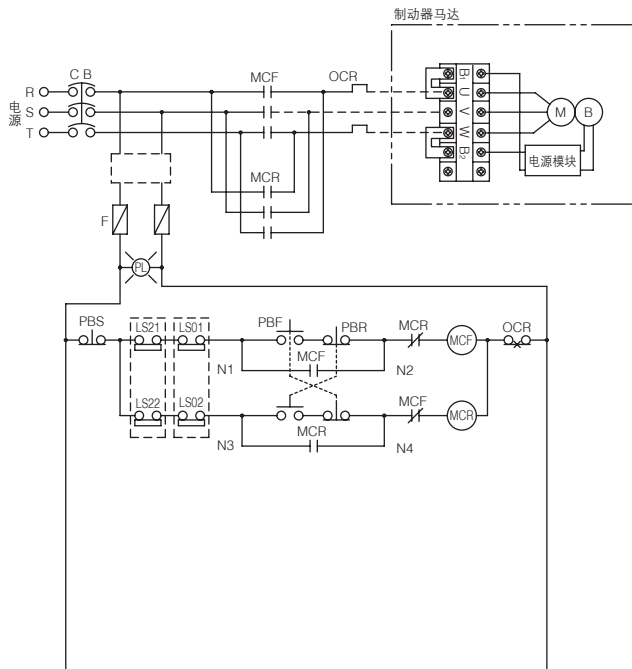 制动器马达
C B
MCF
OCR
R
S
T
电源
B1
U
V
W
B2
M
B
电源模块
MCR
F
PL
PBS
LS21
LS01
PBF
PBR
MCR
MCF
OCR
N1
MCF
N2
LS22
LS02
MCF
MCR
N3
MCR
N4